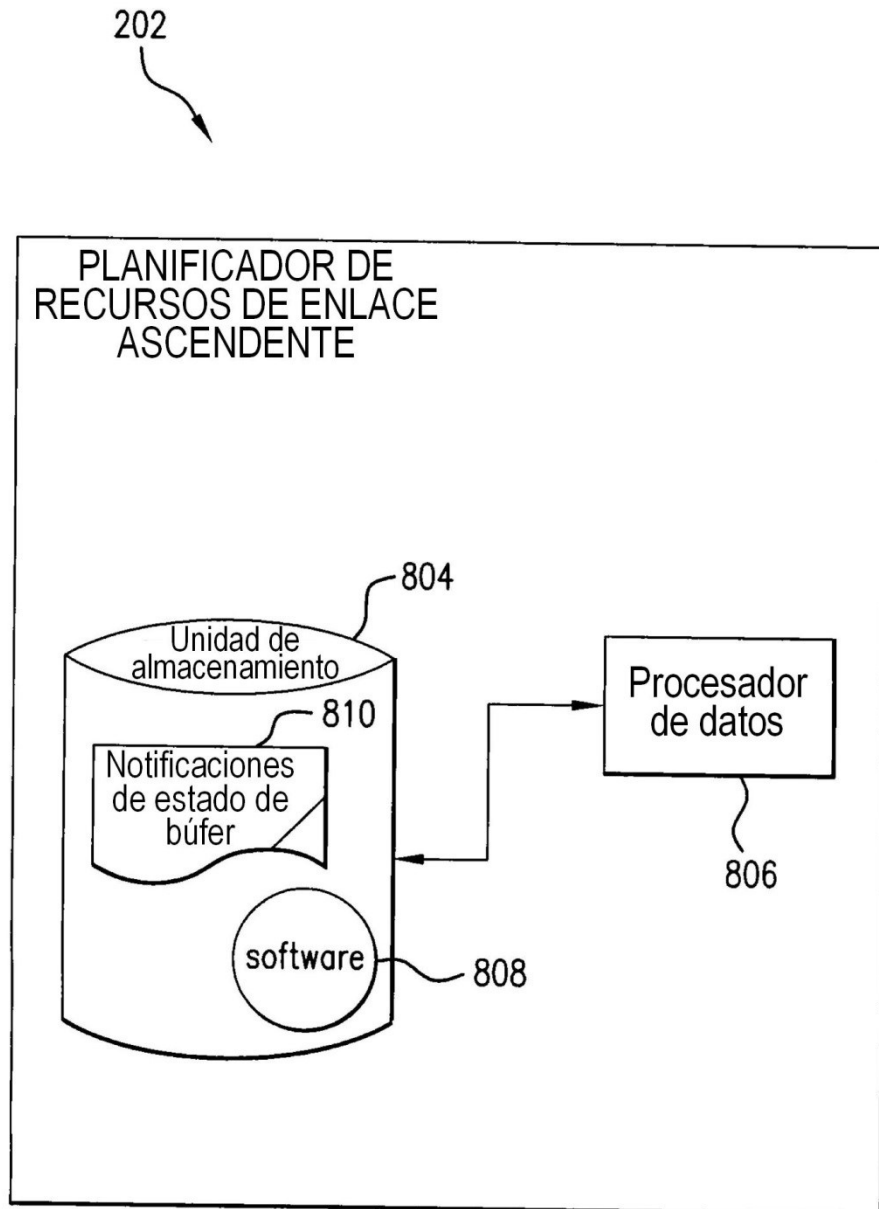 202
PLANIFICADOR DE
RECURSOS DE ENLACE
ASCENDENTE
804
Unidad de
almacenamiento
810
Notificaciones
de estado de
búfer
software
808
Procesador
de datos
806